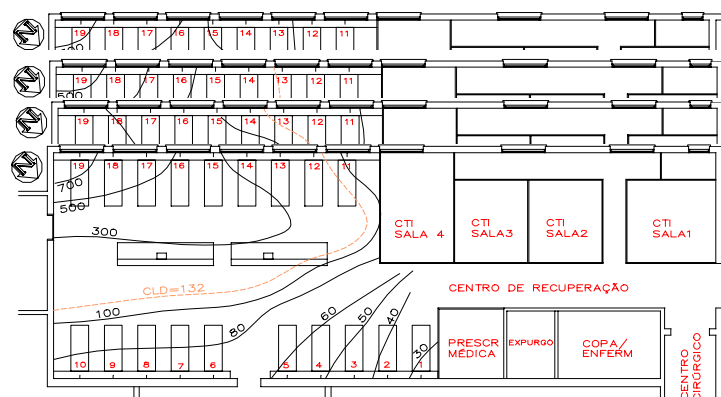 19 18 17 16 15 14 13 12 11
19 18 17 16 15 14 13 12 11
500
19 18 17 16 15 14 13 12 11
19 18 17 16 15 14 13 12 11
700
500
300
CTI SALA 4
CTI SALA3
CTI SALA2
CTI SALA1
CLD=132
CENTRO DE RECUPERAÇÃO
100
80
60
50
40
30
PRESCR MÉDICA
EXPURGO
COPA/ ENFERM
CENTRO CIRÚRGICO
10 9 8 7 6 5 4 3 2 1